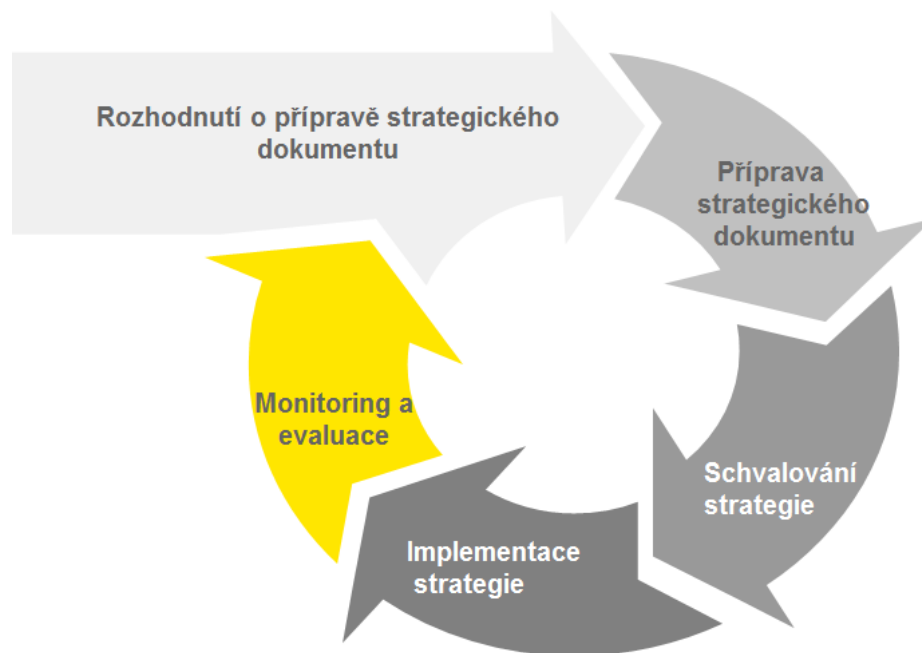 Rozhodnutí o přípravě strategického
dokumentu
Příprava
strategického
dokumentu
Schvalování
strategie
Implementace
strategie
Monitoring a
evaluace